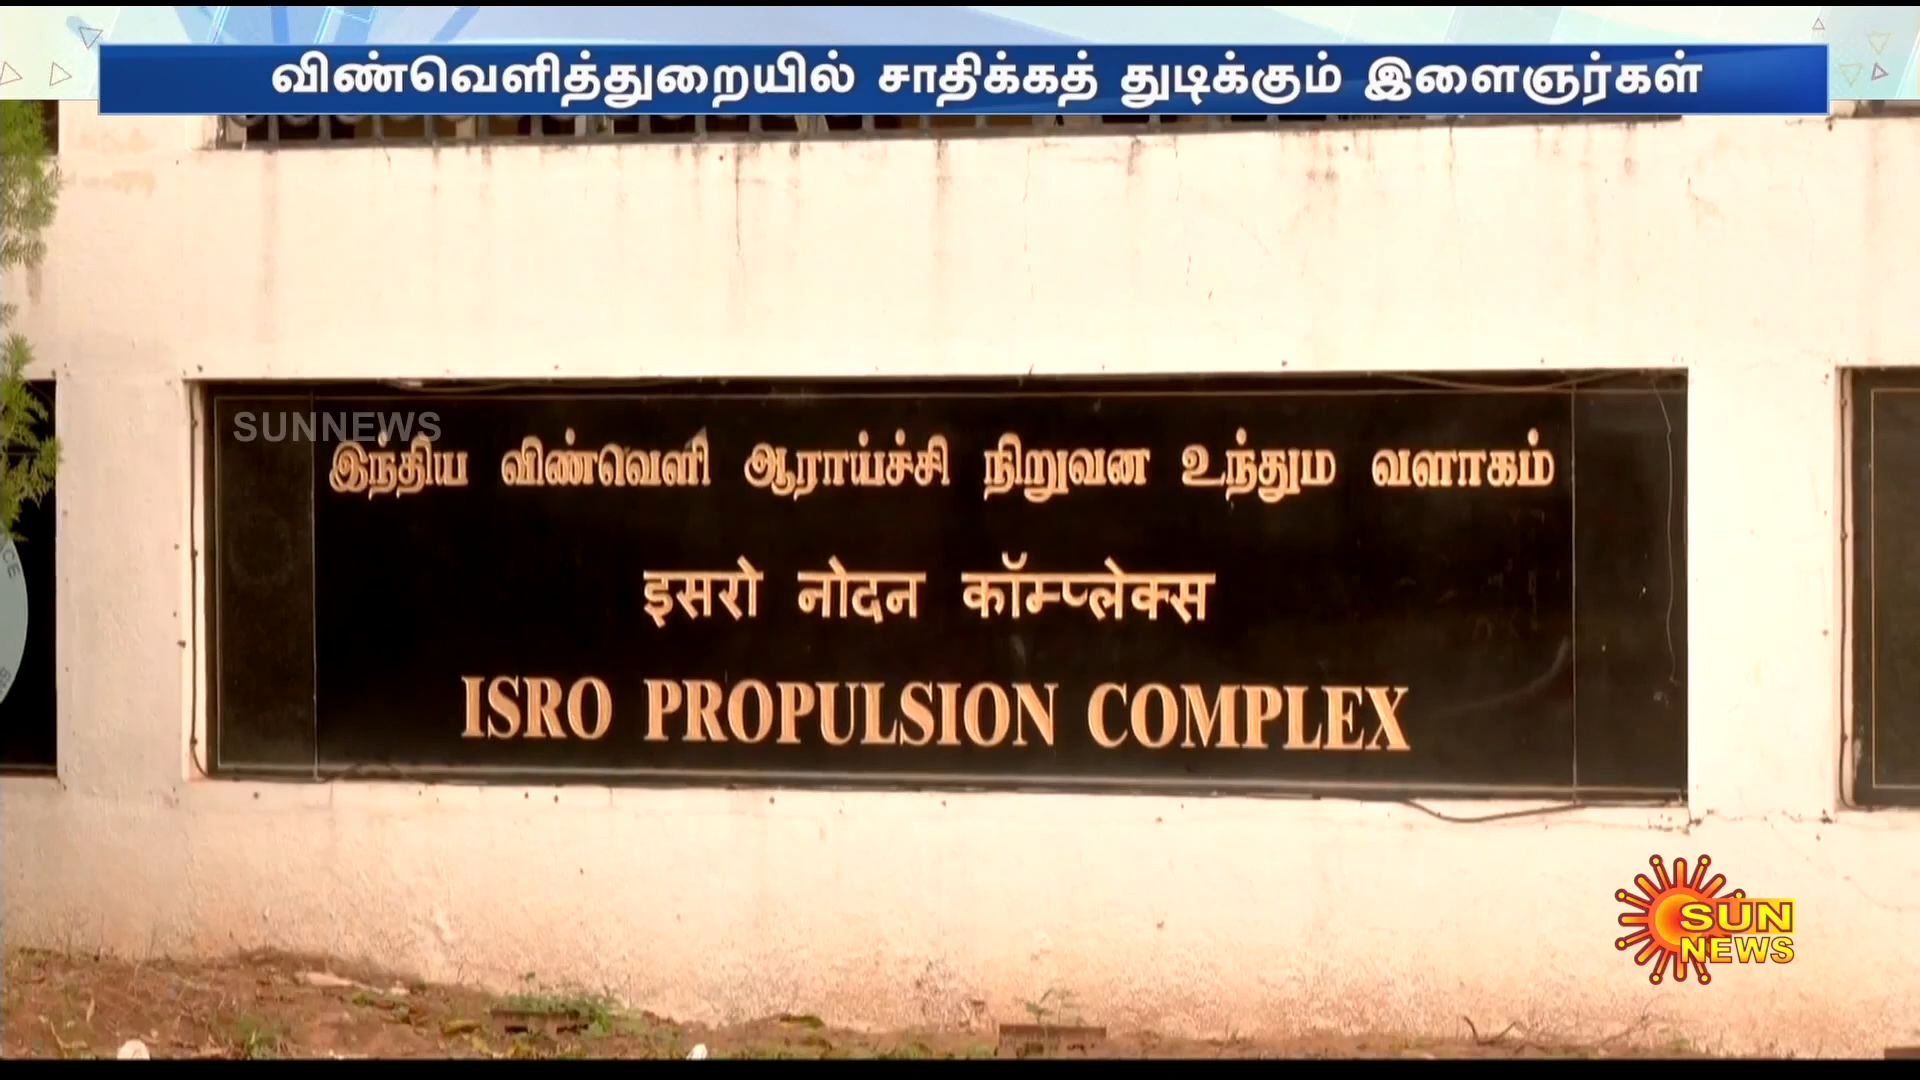 விண்வெளித்துறையில் சாதிக்கத் துடிக்கும் இளைஞர்கள்
SUNNEWS
இந்திய விண்வெளி ஆராய்ச்சி நிறுவன உந்தும வளாகம்
इसरो नोदन कॉम्प्लेक्स
ISRO PROPULSION COMPLEX
SUN
NEWS